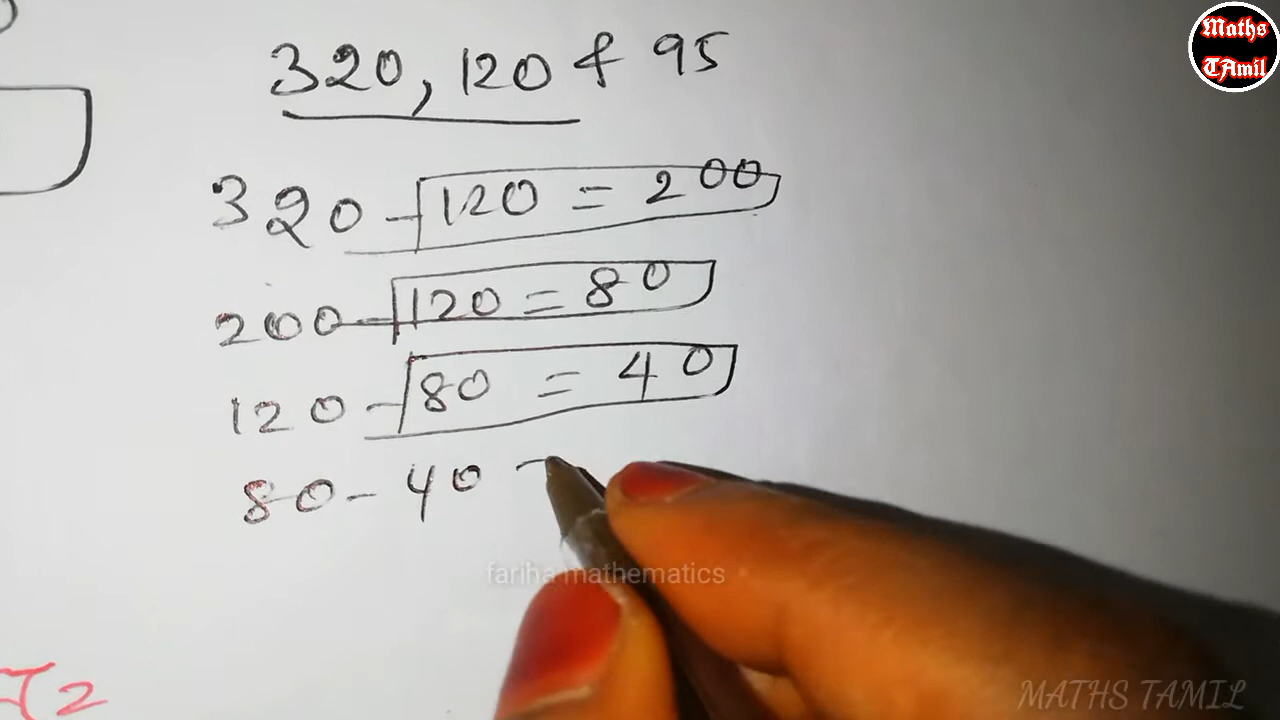 Maths
TAmil
320, 120 & 95
320 - 120 = 200
200 - 120 = 80
120 - 80 = 40
80 - 40
fariha mathematics
MATHS TAMIL